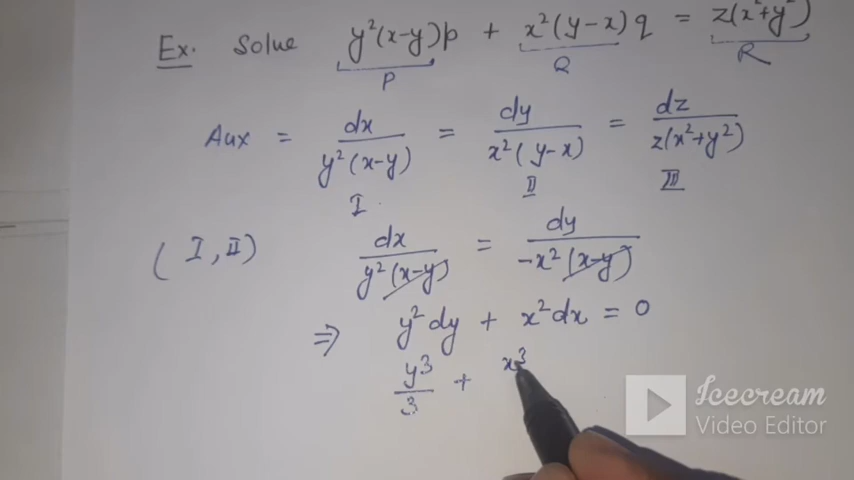 Ex. Solve y²(x-y)p + x²(y-x)q = z(x²+y²)
P Q R
Aux = dx/y²(x-y) = dy/x²(y-x) = dz/z(x²+y²)
I II III
(I, II) dx/y²(x-y) = dy/-x²(x-y)
⇒ y²dy + x²dx = 0
y³/3 + x³
Icecream
Video Editor